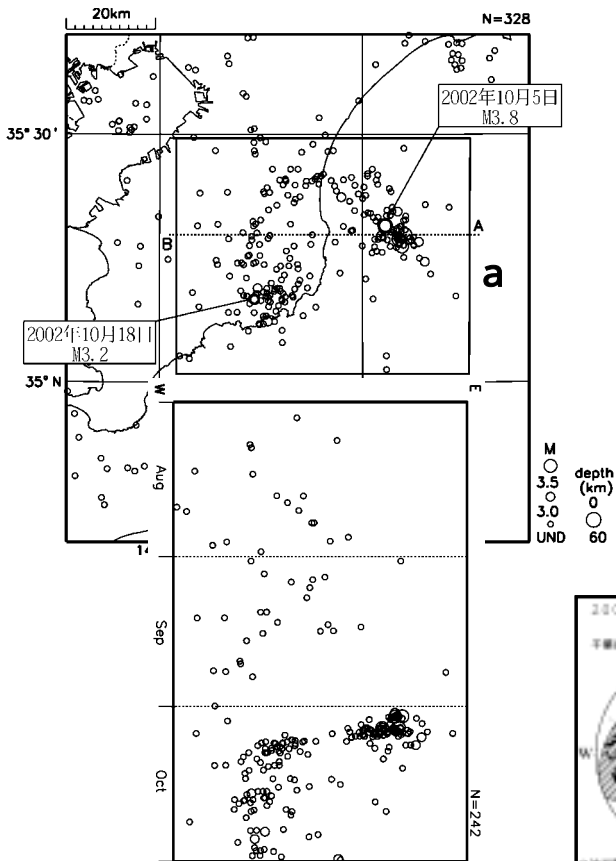 20km
N=328
2002年10月5日
M3.8
35° 30'
A
B
a
2002年10月18日
M3.2
35° N
W
E
Aug
Sep
Oct
N=242
M
3.5
3.0
UND
depth
(km)
0
60
14
W